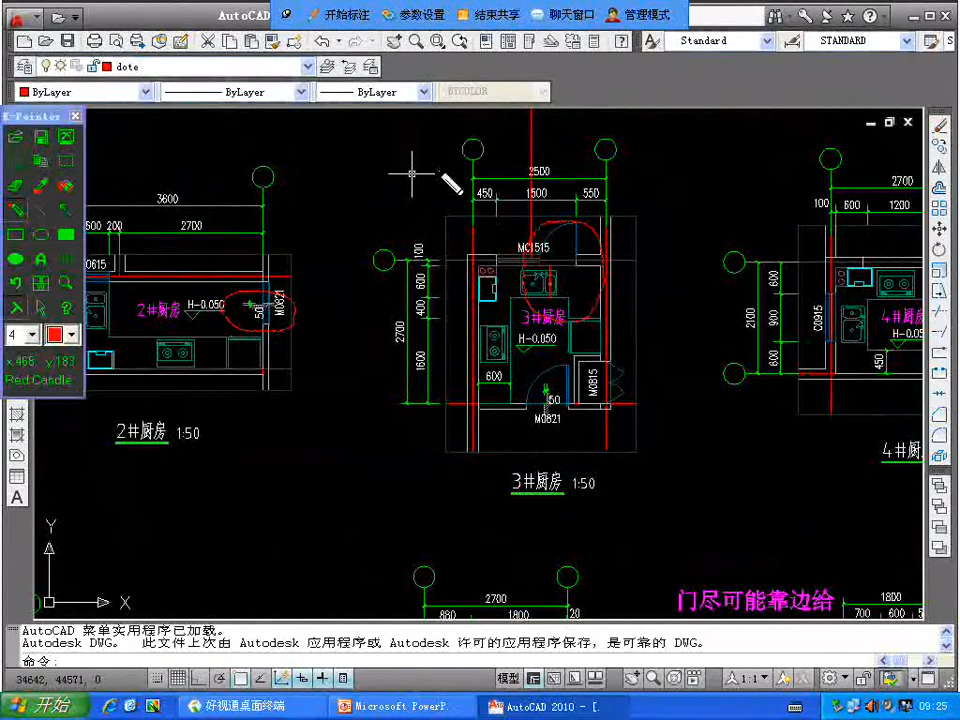 AutoCAD
开始标注 参数设置 结束共享 聊天窗口 管理模式
Standard STANDARD S
dote
ByLayer ByLayer ByLayer BYCOLOR
K-Pointer
4
x:468 y:183
RedCandle
3600
2700
600 200 2700
2500
450 1500 550
100 600 1200
0615
2#厨房
H-0.050
50
M0821
MC1515
100
600
400
1600
2700
3#厨房
H-0.050
600
M0815
50
M0821
2100
600
900
600
C0915
4#厨房
H-0.05
450
2#厨房 1:50
3#厨房 1:50
4#厨
Y
X
2700
880 1800 20
门尽可能靠边给
1800
700 600
AutoCAD 菜单实用程序已加载。
Autodesk DWG。 此文件上次由 Autodesk 应用程序或 Autodesk 许可的应用程序保存，是可靠的 DWG。
命令:
34642, 44571, 0
模型
1:1
开始
好视通桌面终端
Microsoft PowerP.
AutoCAD 2010 - [.
09:25